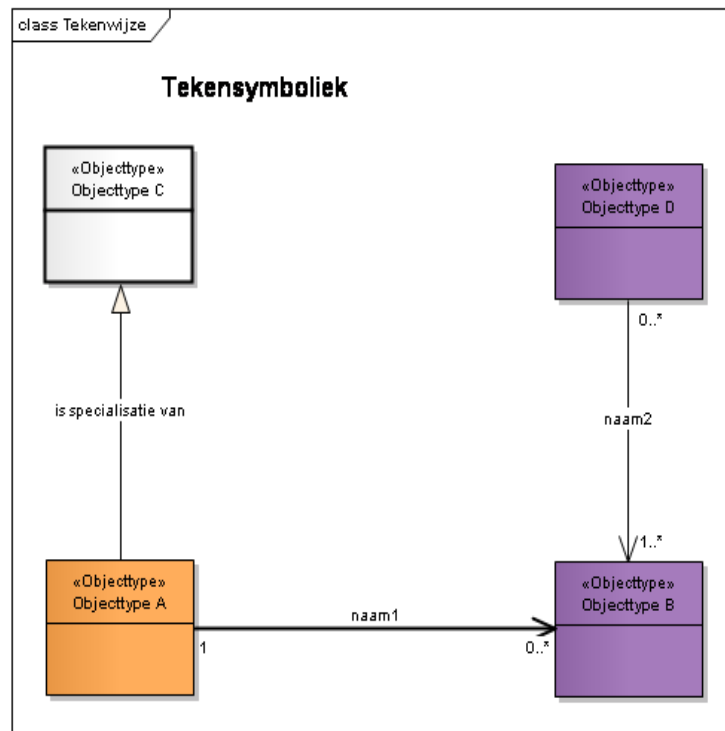 class Tekenwijze
Tekensymboliek
«Objecttype»
Objecttype C
«Objecttype»
Objecttype D
0..*
is specialisatie van
naam2
1..*
«Objecttype»
Objecttype A
«Objecttype»
Objecttype B
naam1
1
0..*